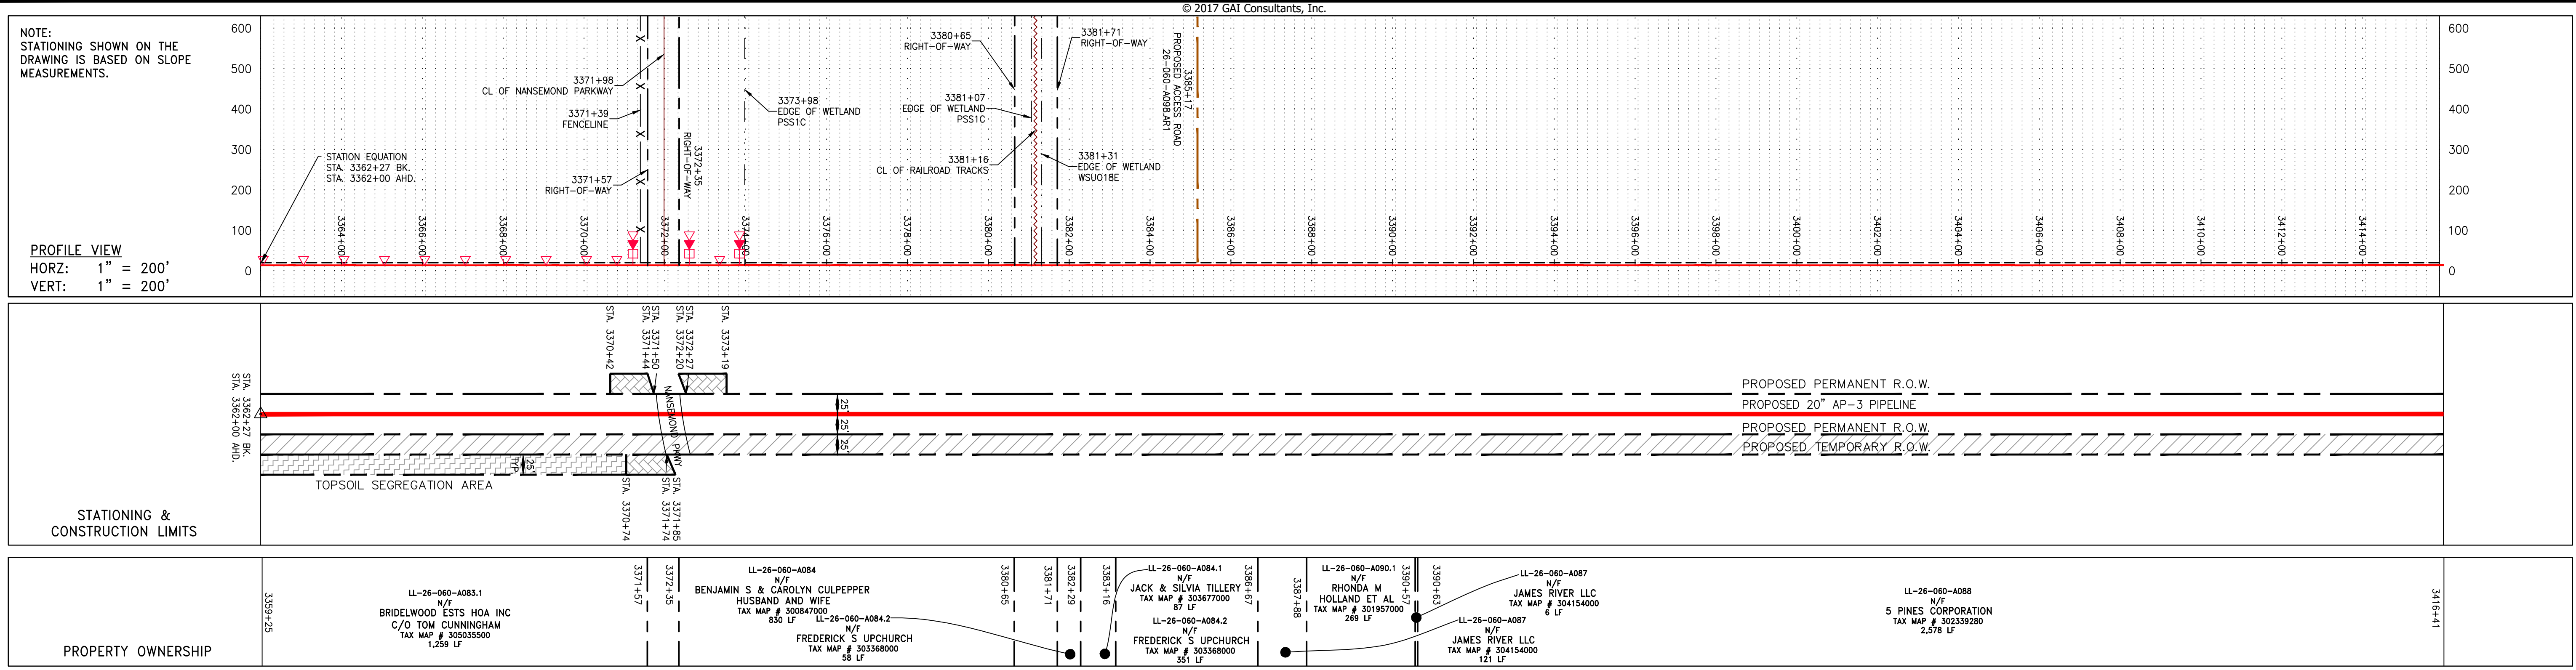 © 2017 GAI Consultants, Inc.
NOTE:
STATIONING SHOWN ON THE
DRAWING IS BASED ON SLOPE
MEASUREMENTS.
PROFILE VIEW
HORZ: 1" = 200'
VERT: 1" = 200'
600
500
400
300
200
100
0
STATION EQUATION
STA. 3362+27 BK.
STA. 3362+00 AHD.
3371+98
CL OF NANSEMOND PARKWAY
3371+39
FENCELINE
3371+57
RIGHT-OF-WAY
3372+35
RIGHT-OF-WAY
3373+98
EDGE OF WETLAND
PSS1C
3380+65
RIGHT-OF-WAY
3381+07
EDGE OF WETLAND
PSS1C
3381+16
CL OF RAILROAD TRACKS
3381+71
RIGHT-OF-WAY
3381+31
EDGE OF WETLAND
WSUO18E
3385+17
PROPOSED ACCESS ROAD
26-060-A098.AR1
3364+00
3366+00
3368+00
3370+00
3372+00
3374+00
3376+00
3378+00
3380+00
3382+00
3384+00
3386+00
3388+00
3390+00
3392+00
3394+00
3396+00
3398+00
3400+00
3402+00
3404+00
3406+00
3408+00
3410+00
3412+00
3414+00
600
500
400
300
200
100
0
STATIONING &
CONSTRUCTION LIMITS
STA. 3362+27 BK.
STA. 3362+00 AHD.
STA. 3370+42
STA. 3371+44
STA. 3371+50
STA. 3372+20
STA. 3372+27
STA. 3373+19
NANSEMOND PKWY
25'
25'
25'
25'
TYP
TOPSOIL SEGREGATION AREA
STA. 3370+74
STA. 3371+74
STA. 3371+85
PROPOSED PERMANENT R.O.W.
PROPOSED 20" AP-3 PIPELINE
PROPOSED PERMANENT R.O.W.
PROPOSED TEMPORARY R.O.W.
PROPERTY OWNERSHIP
3359+25
LL-26-060-A083.1
N/F
BRIDELWOOD ESTS HOA INC
C/O TOM CUNNINGHAM
TAX MAP # 305035500
1,259 LF
3371+57
3372+35
LL-26-060-A084
N/F
BENJAMIN S & CAROLYN CULPEPPER
HUSBAND AND WIFE
TAX MAP # 300847000
830 LF
LL-26-060-A084.2
N/F
FREDERICK S UPCHURCH
TAX MAP # 303368000
58 LF
3380+65
3381+71
3382+29
3383+16
LL-26-060-A084.1
N/F
JACK & SILVIA TILLERY
TAX MAP # 303677000
87 LF
LL-26-060-A084.2
N/F
FREDERICK S UPCHURCH
TAX MAP # 303368000
351 LF
3386+67
3387+88
LL-26-060-A090.1
N/F
RHONDA M
HOLLAND ET AL
TAX MAP # 301957000
269 LF
3390+57
3390+63
LL-26-060-A087
N/F
JAMES RIVER LLC
TAX MAP # 304154000
6 LF
LL-26-060-A087
N/F
JAMES RIVER LLC
TAX MAP # 304154000
121 LF
LL-26-060-A088
N/F
5 PINES CORPORATION
TAX MAP # 302339280
2,578 LF
3416+41